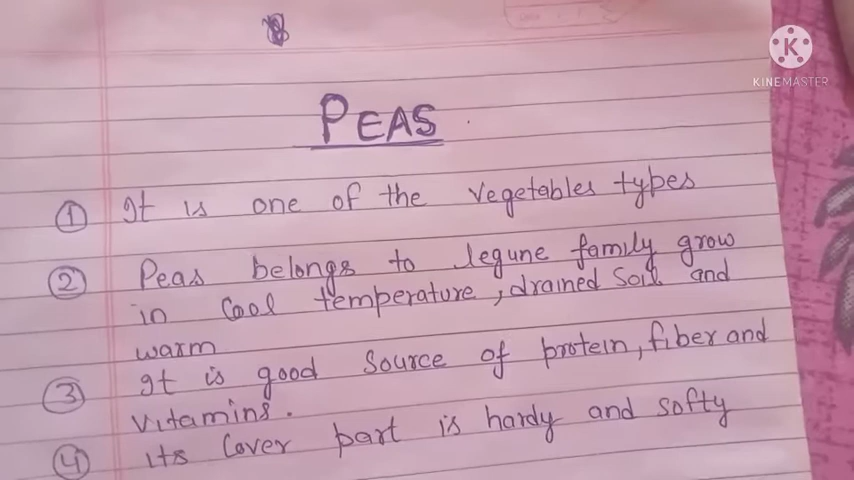 KINEMASTER
PEAS
① It is one of the vegetables types
② Peas belongs to legune family grow
in Cool temperature, drained soil and
warm
③ It is good source of protein, fiber and
vitamins.
④ its Cover part is hardy and softy